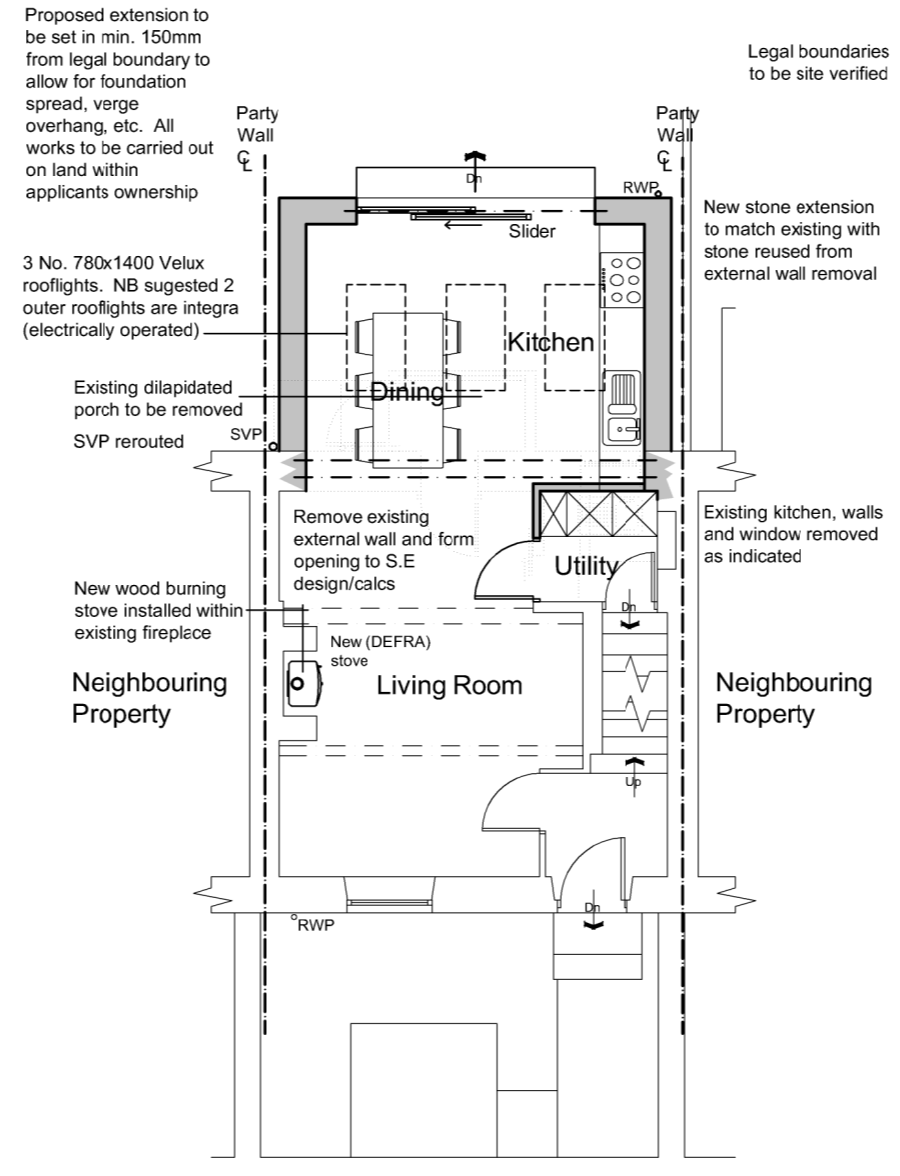 Proposed extension to
be set in min. 150mm
from legal boundary to
allow for foundation
spread, verge
overhang, etc. All
works to be carried out
on land within
applicants ownership
Legal boundaries
to be site verified
Party
Wall
℄
Party
Wall
℄
Dn
RWP
Slider
New stone extension
to match existing with
stone reused from
external wall removal
3 No. 780x1400 Velux
rooflights. NB sugested 2
outer rooflights are integra
(electrically operated)
Kitchen
Dining
Existing dilapidated
porch to be removed
SVP rerouted
SVP
Remove existing
external wall and form
opening to S.E
design/calcs
Existing kitchen, walls
and window removed
as indicated
Utility
Dn
New wood burning
stove installed within
existing fireplace
New (DEFRA)
stove
Neighbouring
Property
Living Room
Neighbouring
Property
A
Up
Dn
RWP